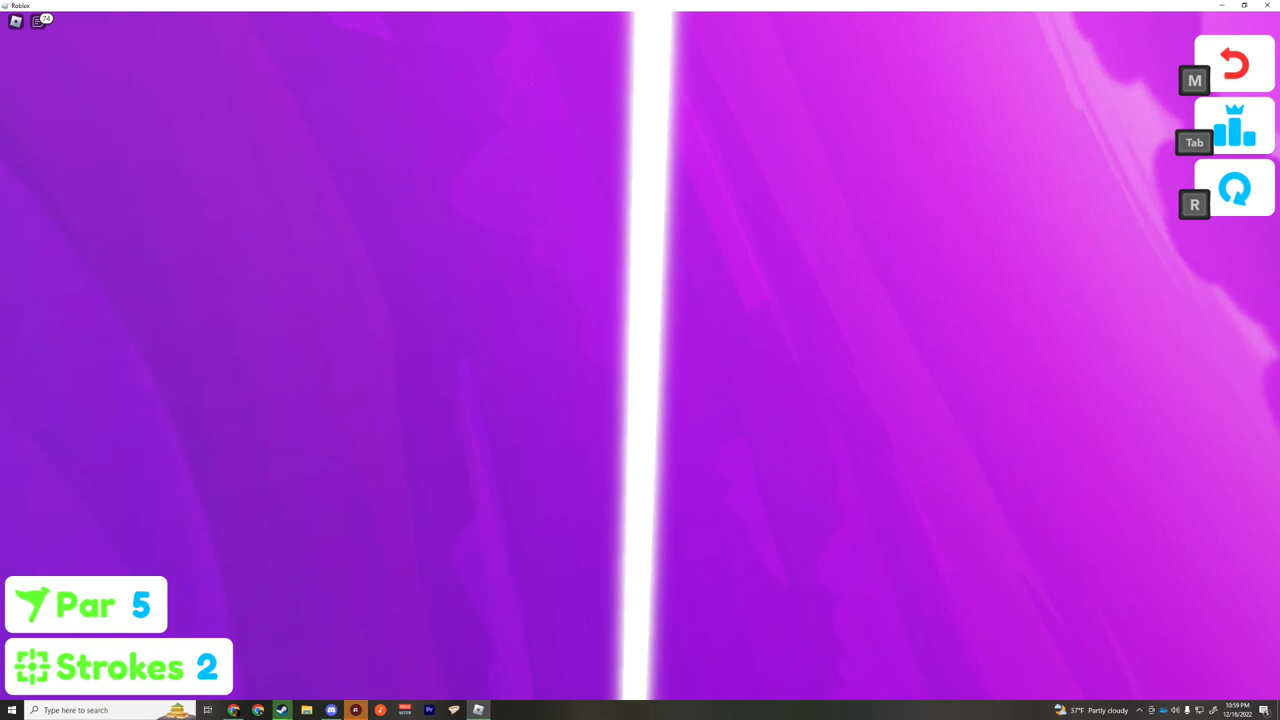 Roblox
74
M
Tab
R
Par 5
Strokes 2
Type here to search
37°F Partly cloudy
10:59 PM
12/16/2022